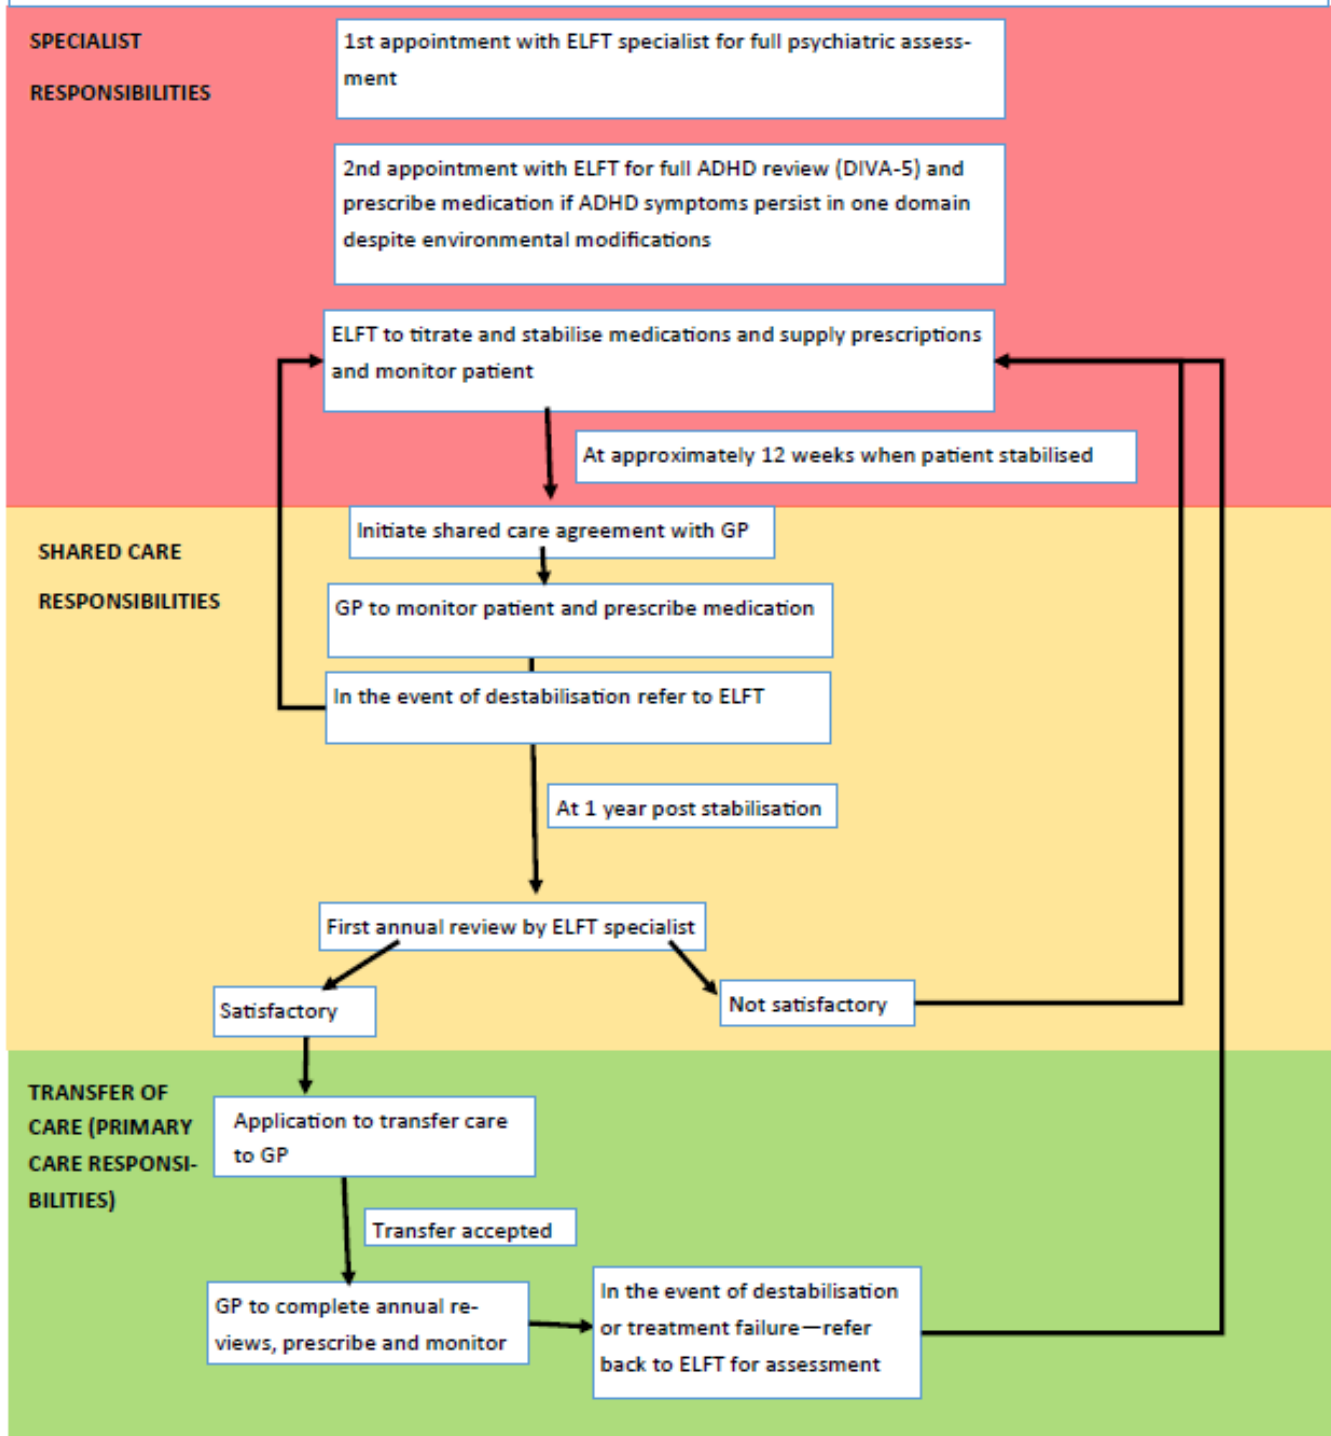 SPECIALIST
RESPONSIBILITIES
1st appointment with ELFT specialist for full psychiatric assess-
ment
2nd appointment with ELFT for full ADHD review (DIVA-5) and
prescribe medication if ADHD symptoms persist in one domain
despite environmental modifications
ELFT to titrate and stabilise medications and supply prescriptions
and monitor patient
At approximately 12 weeks when patient stabilised
SHARED CARE
RESPONSIBILITIES
Initiate shared care agreement with GP
GP to monitor patient and prescribe medication
In the event of destabilisation refer to ELFT
At 1 year post stabilisation
First annual review by ELFT specialist
Satisfactory
Not satisfactory
TRANSFER OF
CARE (PRIMARY
CARE RESPONSI-
BILITIES)
Application to transfer care
to GP
Transfer accepted
GP to complete annual re-
views, prescribe and monitor
In the event of destabilisation
or treatment failure—refer
back to ELFT for assessment